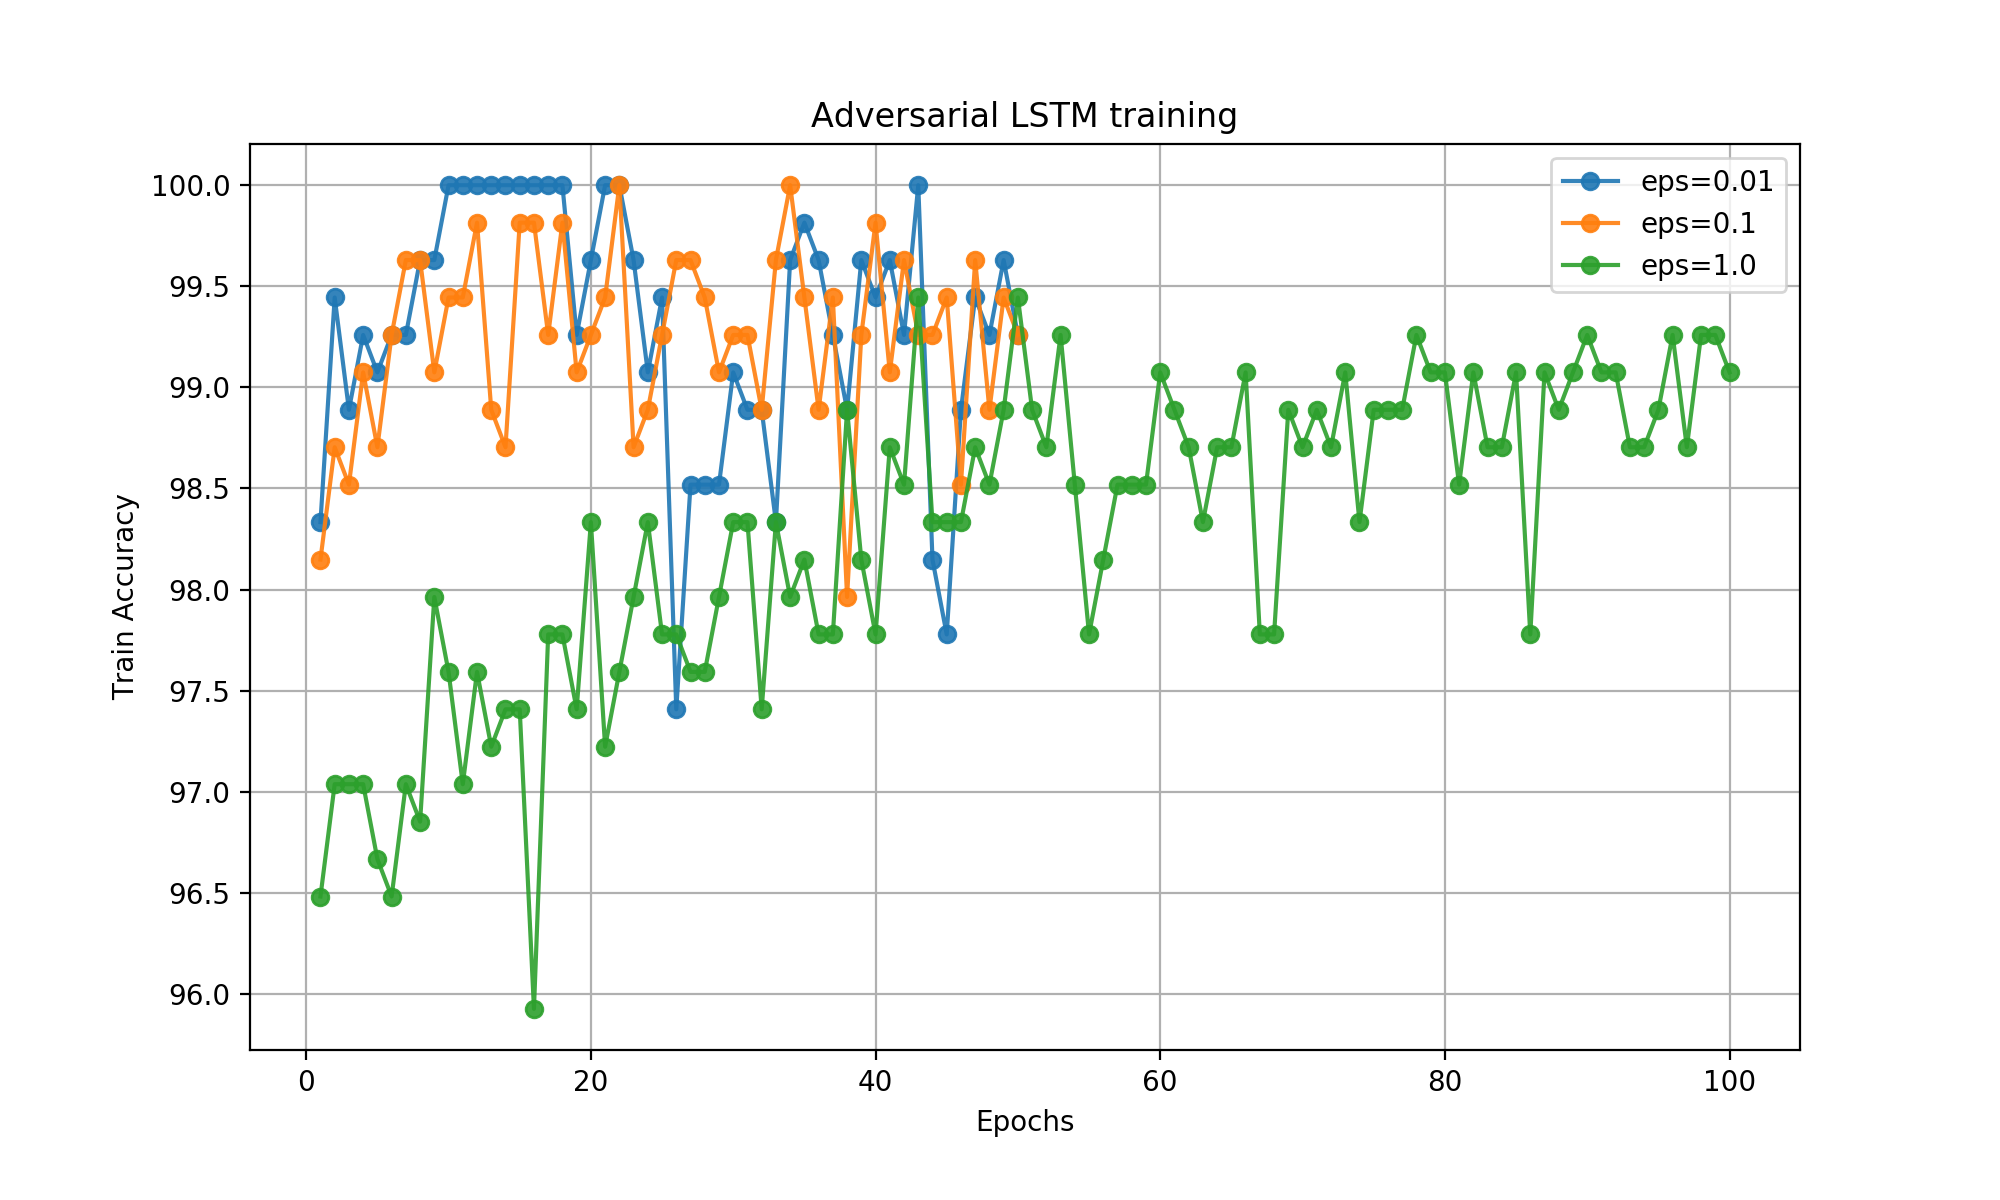 Adversarial LSTM training
100.0
99.5
99.0
98.5
98.0
97.5
97.0
96.5
96.0
Train Accuracy
eps=0.01
eps=0.1
eps=1.0
0 20 40 60 80 100
Epochs